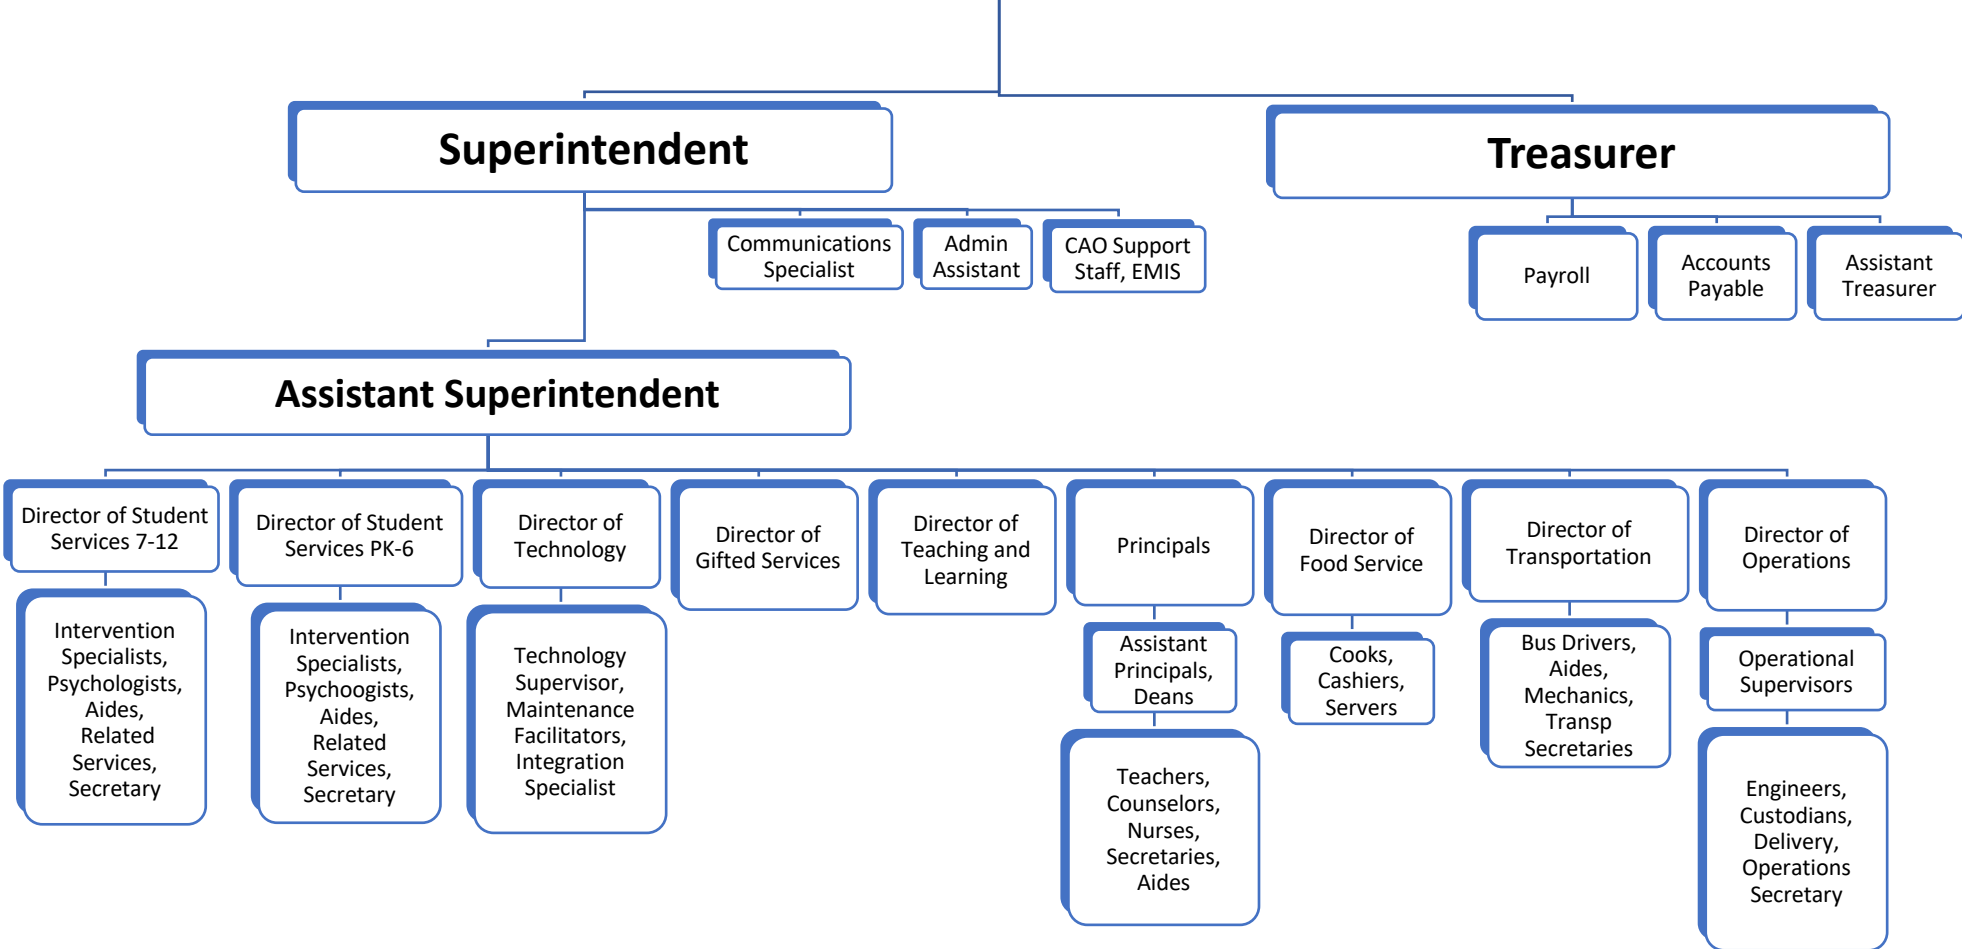 Superintendent
Treasurer
Communications
Specialist
Admin
Assistant
CAO Support
Staff, EMIS
Payroll
Accounts
Payable
Assistant
Treasurer
Assistant Superintendent
Director of Student
Services 7-12
Director of Student
Services PK-6
Director of
Technology
Director of
Gifted Services
Director of
Teaching and
Learning
Principals
Director of
Food Service
Director of
Transportation
Director of
Operations
Intervention
Specialists,
Psychologists,
Aides,
Related
Services,
Secretary
Intervention
Specialists,
Psychoogists,
Aides,
Related
Services,
Secretary
Technology
Supervisor,
Maintenance
Facilitators,
Integration
Specialist
Assistant
Principals,
Deans
Teachers,
Counselors,
Nurses,
Secretaries,
Aides
Cooks,
Cashiers,
Servers
Bus Drivers,
Aides,
Mechanics,
Transp
Secretaries
Operational
Supervisors
Engineers,
Custodians,
Delivery,
Operations
Secretary